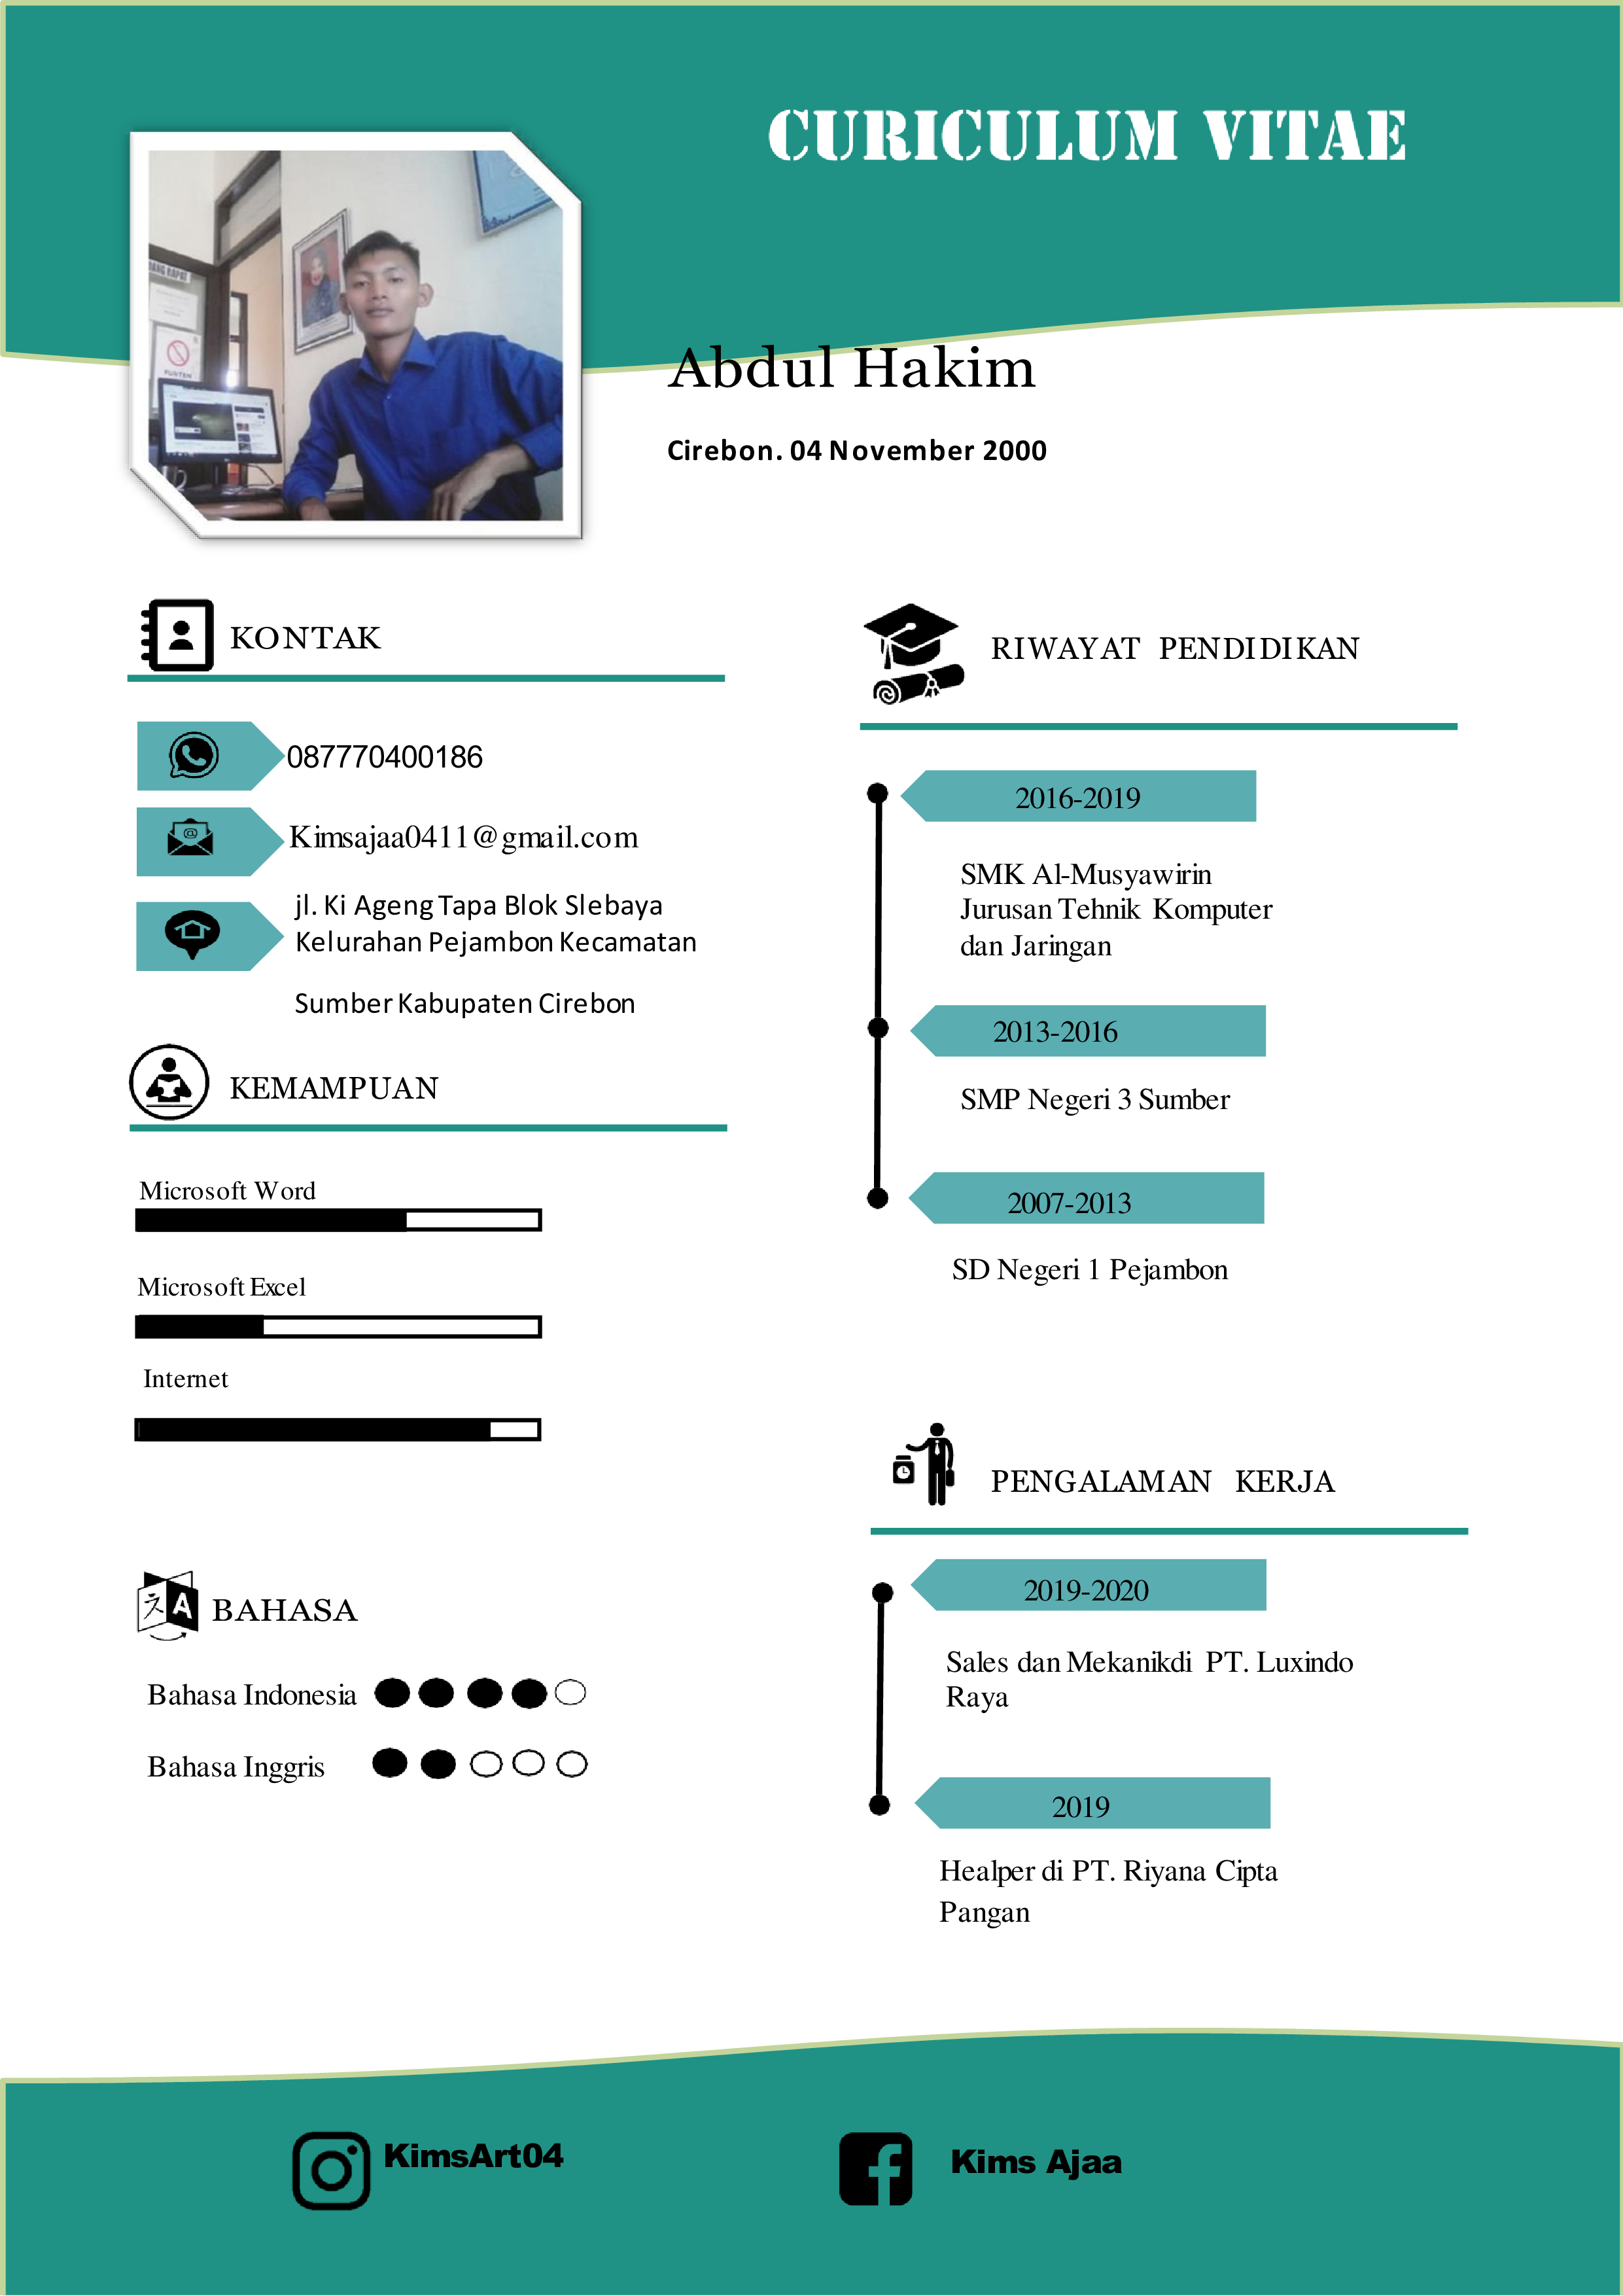 CURICULUM VITAE
DANG RAPAT
PUNTEN
Abdul Hakim
Cirebon. 04 November 2000
KONTAK
087770400186
Kimsajaa0411@gmail.com
jl. Ki Ageng Tapa Blok Slebaya
Kelurahan Pejambon Kecamatan
Sumber Kabupaten Cirebon
KEMAMPUAN
Microsoft Word
Microsoft Excel
Internet
BAHASA
Bahasa Indonesia
Bahasa Inggris
RIWAYAT PENDIDIKAN
2016-2019
SMK Al-Musyawirin
Jurusan Tehnik Komputer
dan Jaringan
2013-2016
SMP Negeri 3 Sumber
2007-2013
SD Negeri 1 Pejambon
PENGALAMAN KERJA
2019-2020
Sales dan Mekanikdi PT. Luxindo
Raya
2019
Healper di PT. Riyana Cipta
Pangan
KimsArt04
Kims Ajaa